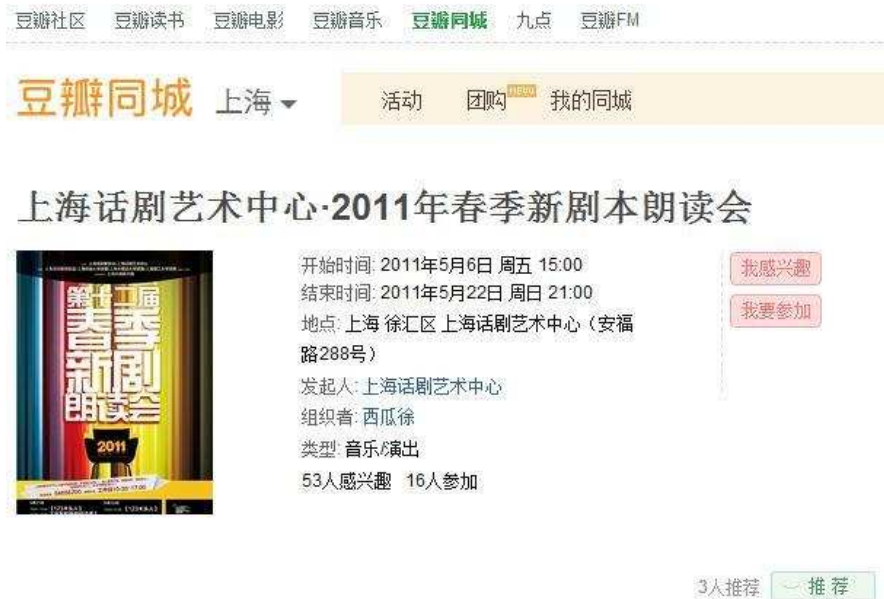 豆瓣社区 豆瓣读书 豆瓣电影 豆瓣音乐 豆瓣同城 九点 豆瓣FM
豆瓣同城 上海 活动 团购 我的同城
上海话剧艺术中心·2011年春季新剧本朗读会
第十二届
春季
新剧
朗读会
2011
开始时间: 2011年5月6日 周五 15:00
结束时间: 2011年5月22日 周日 21:00
地点: 上海 徐汇区 上海话剧艺术中心（安福
路288号）
发起人: 上海话剧艺术中心
组织者: 西瓜徐
类型: 音乐/演出
53人感兴趣 16人参加
我感兴趣
我要参加
3人推荐 推荐